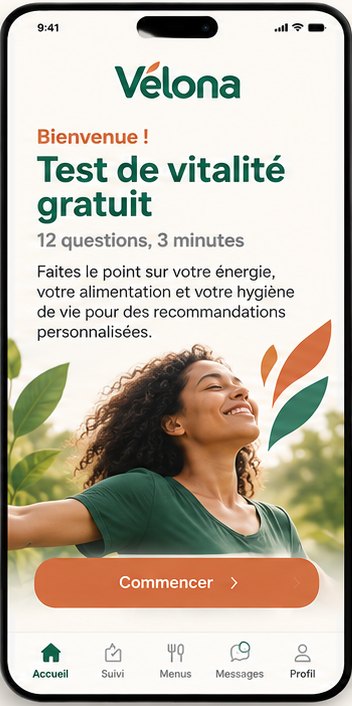 9:41
Vélona
Bienvenue !
Test de vitalité
gratuit
12 questions, 3 minutes
Faites le point sur votre énergie,
votre alimentation et votre hygiène
de vie pour des recommandations
personnalisées.
Commencer
Accueil Suivi Menus Messages Profil